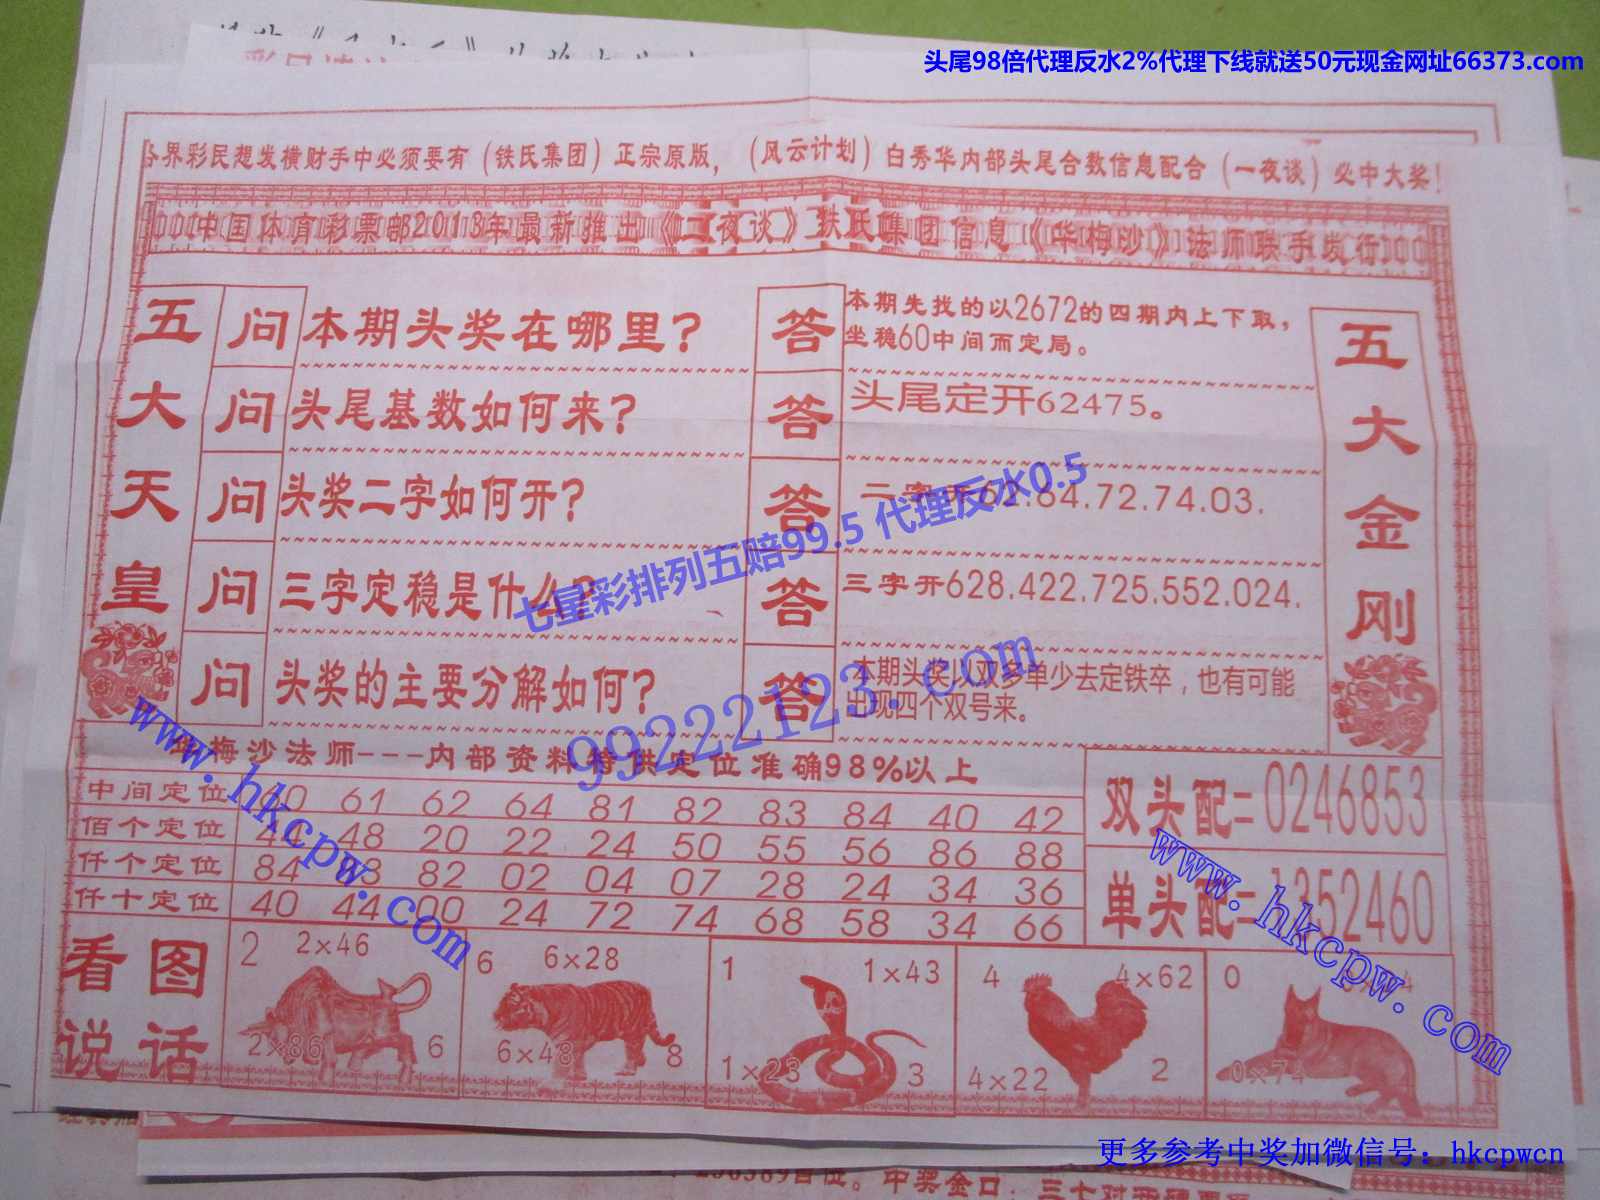 头尾98倍代理反水2%代理下线就送50元现金网址66373.com
各界彩民想发横财手中必须要有（铁氏集团）正宗原版，（风云计划）白秀华内部头尾合数信息配合（一夜谈）必中大奖！
中国体育彩票部2013年最新推出《二夜谈》扶氏集团信息《华梅沙》法师联手发行
五大天皇
问 本期头奖在哪里？
答 本期先找的以2672的四期内上下取，
坐稳60中间而定局。
问 头尾基数如何来？
答 头尾定开62475。
问 头奖二字如何开？
答 二字开62.84.72.74.03.
问 三字定稳是什么？
答 三字开628.422.725.552.024.
问 头奖的主要分解如何？
答 本期头奖以双多单少去定铁卒，也有可能
出现四个双号来。
五大金刚
七星彩排列五赔99.5 代理反水0.5
99222123.com
www.hkcpw.com
华梅沙法师---内部资料特供定位准确98%以上
中间定位 60 61 62 64 81 82 83 84 40 42
佰个定位 44 48 20 22 24 50 55 56 86 88
仟个定位 84 82 02 04 07 28 24 34 36
仟十定位 40 44 00 24 72 74 68 58 34 66
双头配=0246853
单头配=1352460
www.hkcpw.com
看图
说话
2 2×46
2×86 6
6 6×28
6×48 8
1 1×43
1×23 3
4 4×62
4×22 2
0
0×74
更多参考中奖加微信号：hkcpwcn